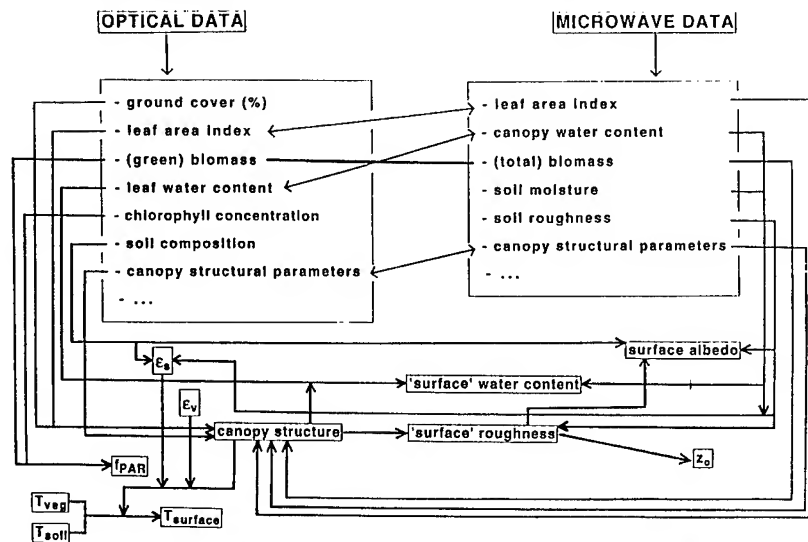 OPTICAL DATA
MICROWAVE DATA
- ground cover (%)
- leaf area index
- (green) biomass
- leaf water content
- chlorophyll concentration
- soil composition
- canopy structural parameters
- ...
- leaf area index
- canopy water content
- (total) biomass
- soil moisture
- soil roughness
- canopy structural parameters
- ...
surface albedo
εs
'surface' water content
εv
canopy structure
'surface' roughness
fPAR
zo
Tveg
Tsurface
Tsoil